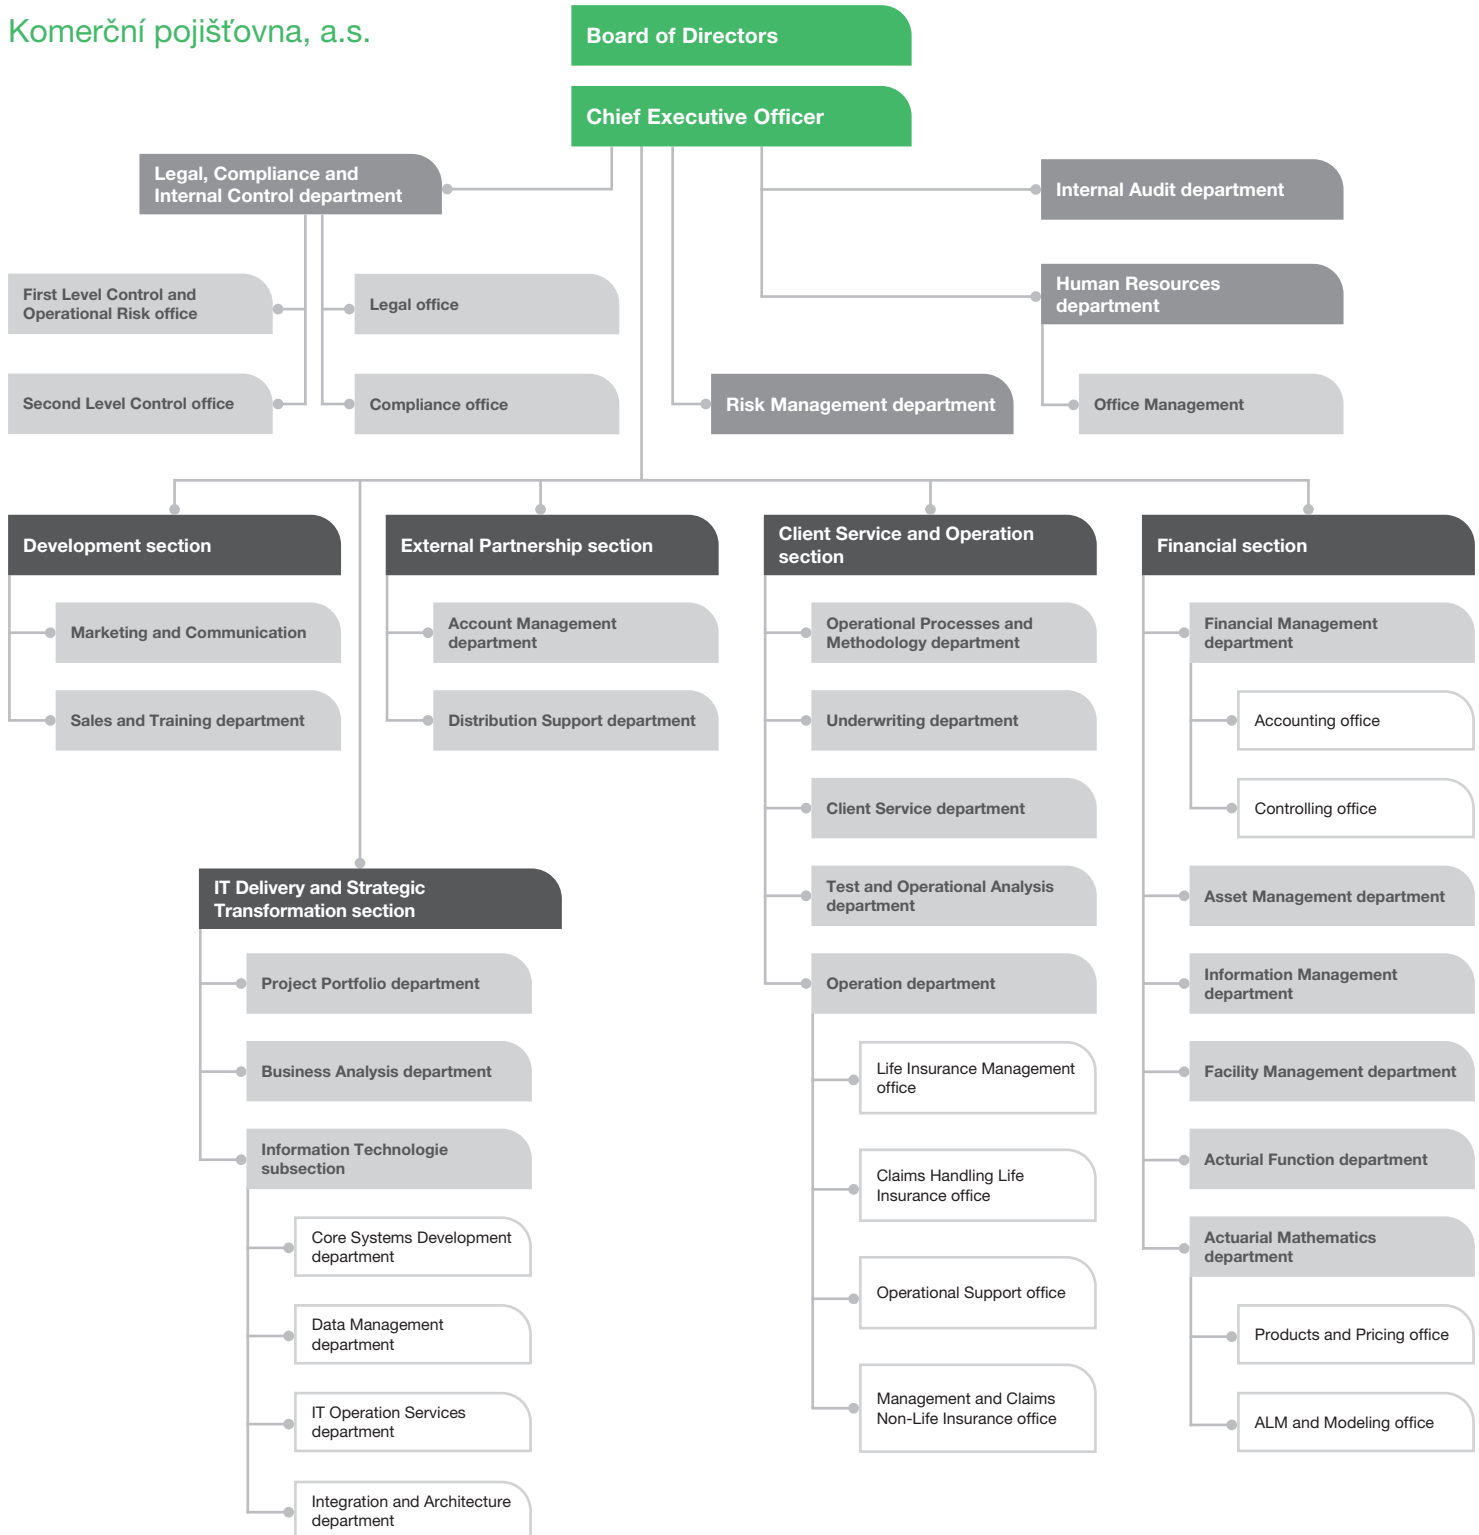 Komerční pojišťovna, a.s.
Board of Directors
Chief Executive Officer
Legal, Compliance and
Internal Control department
Internal Audit department
First Level Control and
Operational Risk office
Legal office
Human Resources
department
Second Level Control office
Compliance office
Risk Management department
Office Management
Development section
Marketing and Communication
Sales and Training department
External Partnership section
Account Management
department
Distribution Support department
IT Delivery and Strategic
Transformation section
Project Portfolio department
Business Analysis department
Information Technologie
subsection
Core Systems Development
department
Data Management
department
IT Operation Services
department
Integration and Architecture
department
Client Service and Operation
section
Operational Processes and
Methodology department
Underwriting department
Client Service department
Test and Operational Analysis
department
Operation department
Life Insurance Management
office
Claims Handling Life
Insurance office
Operational Support office
Management and Claims
Non-Life Insurance office
Financial section
Financial Management
department
Accounting office
Controlling office
Asset Management department
Information Management
department
Facility Management department
Acturial Function department
Actuarial Mathematics
department
Products and Pricing office
ALM and Modeling office